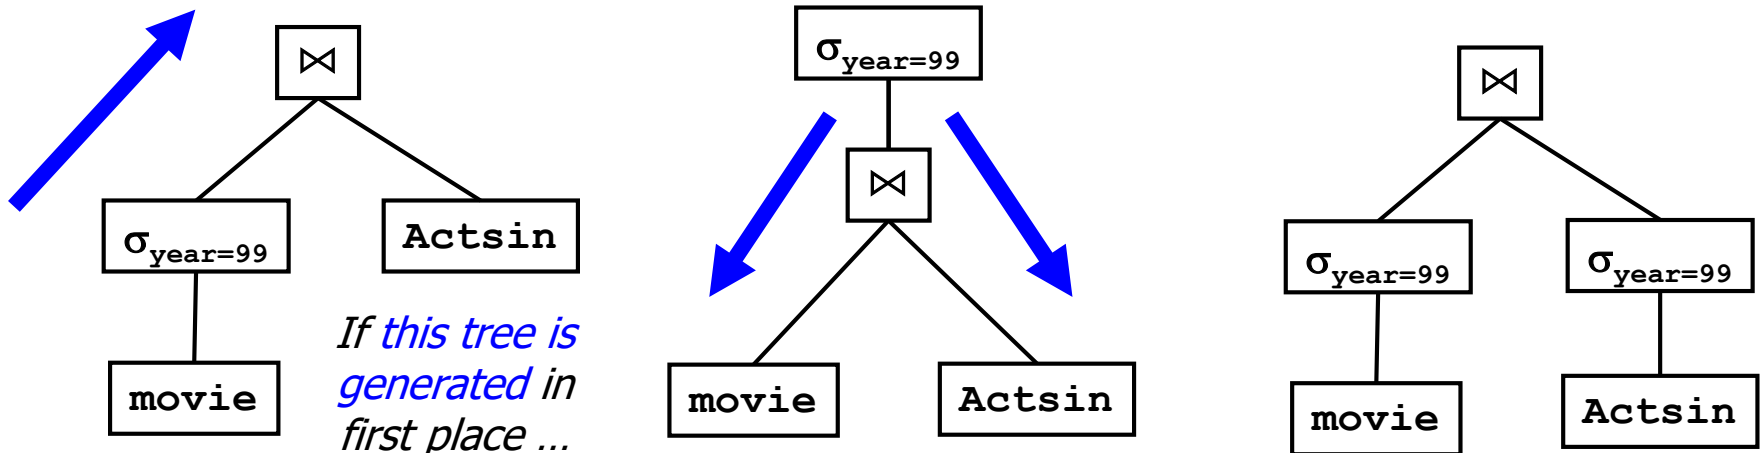 ⋈
σyear=99
Actsin
movie
If this tree is
generated in
first place ...
σyear=99
⋈
movie
Actsin
⋈
σyear=99
σyear=99
movie
Actsin